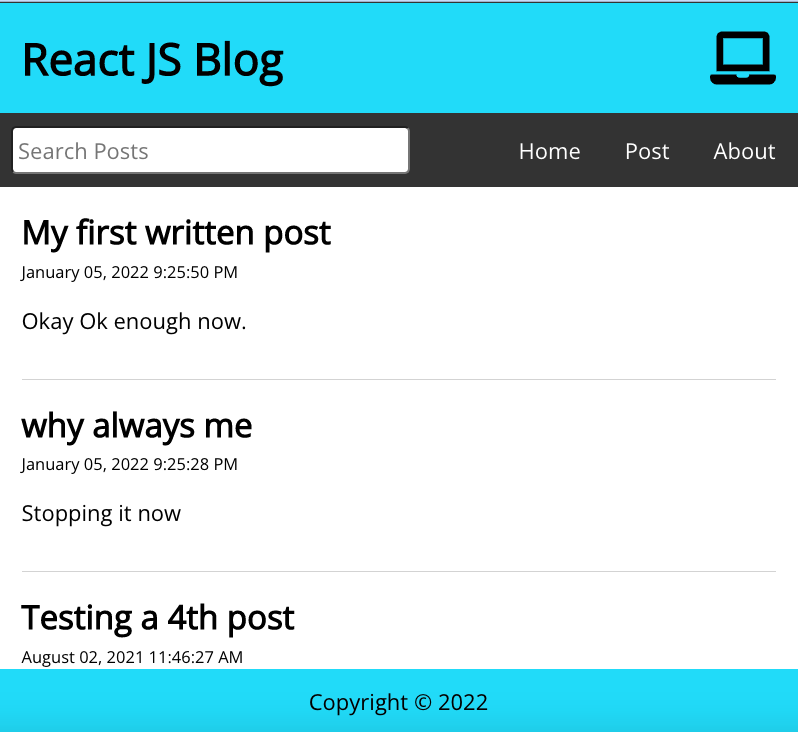 React JS Blog
Search Posts
Home Post About
My first written post
January 05, 2022 9:25:50 PM
Okay Ok enough now.
why always me
January 05, 2022 9:25:28 PM
Stopping it now
Testing a 4th post
August 02, 2021 11:46:27 AM
Copyright © 2022